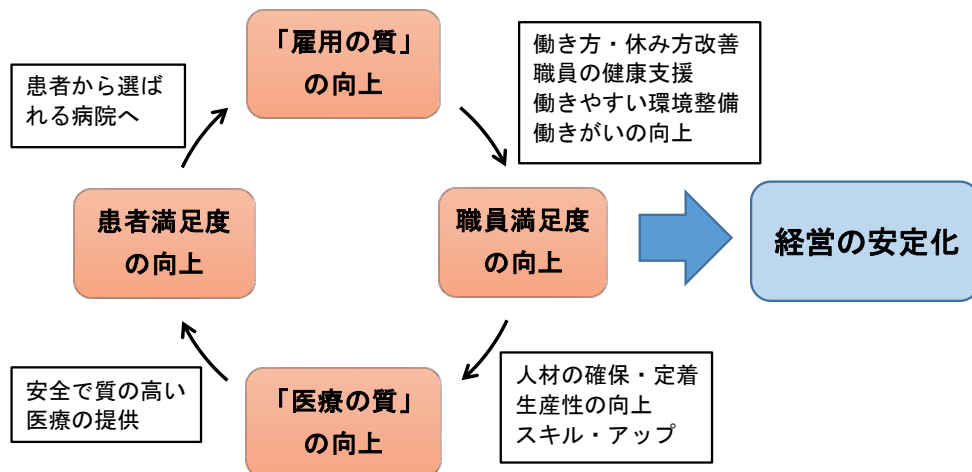 「雇用の質」
の向上
働き方・休み方改善
職員の健康支援
働きやすい環境整備
働きがいの向上
患者から選ば
れる病院へ
患者満足度
の向上
職員満足度
の向上
経営の安定化
安全で質の高い
医療の提供
「医療の質」
の向上
人材の確保・定着
生産性の向上
スキル・アップ